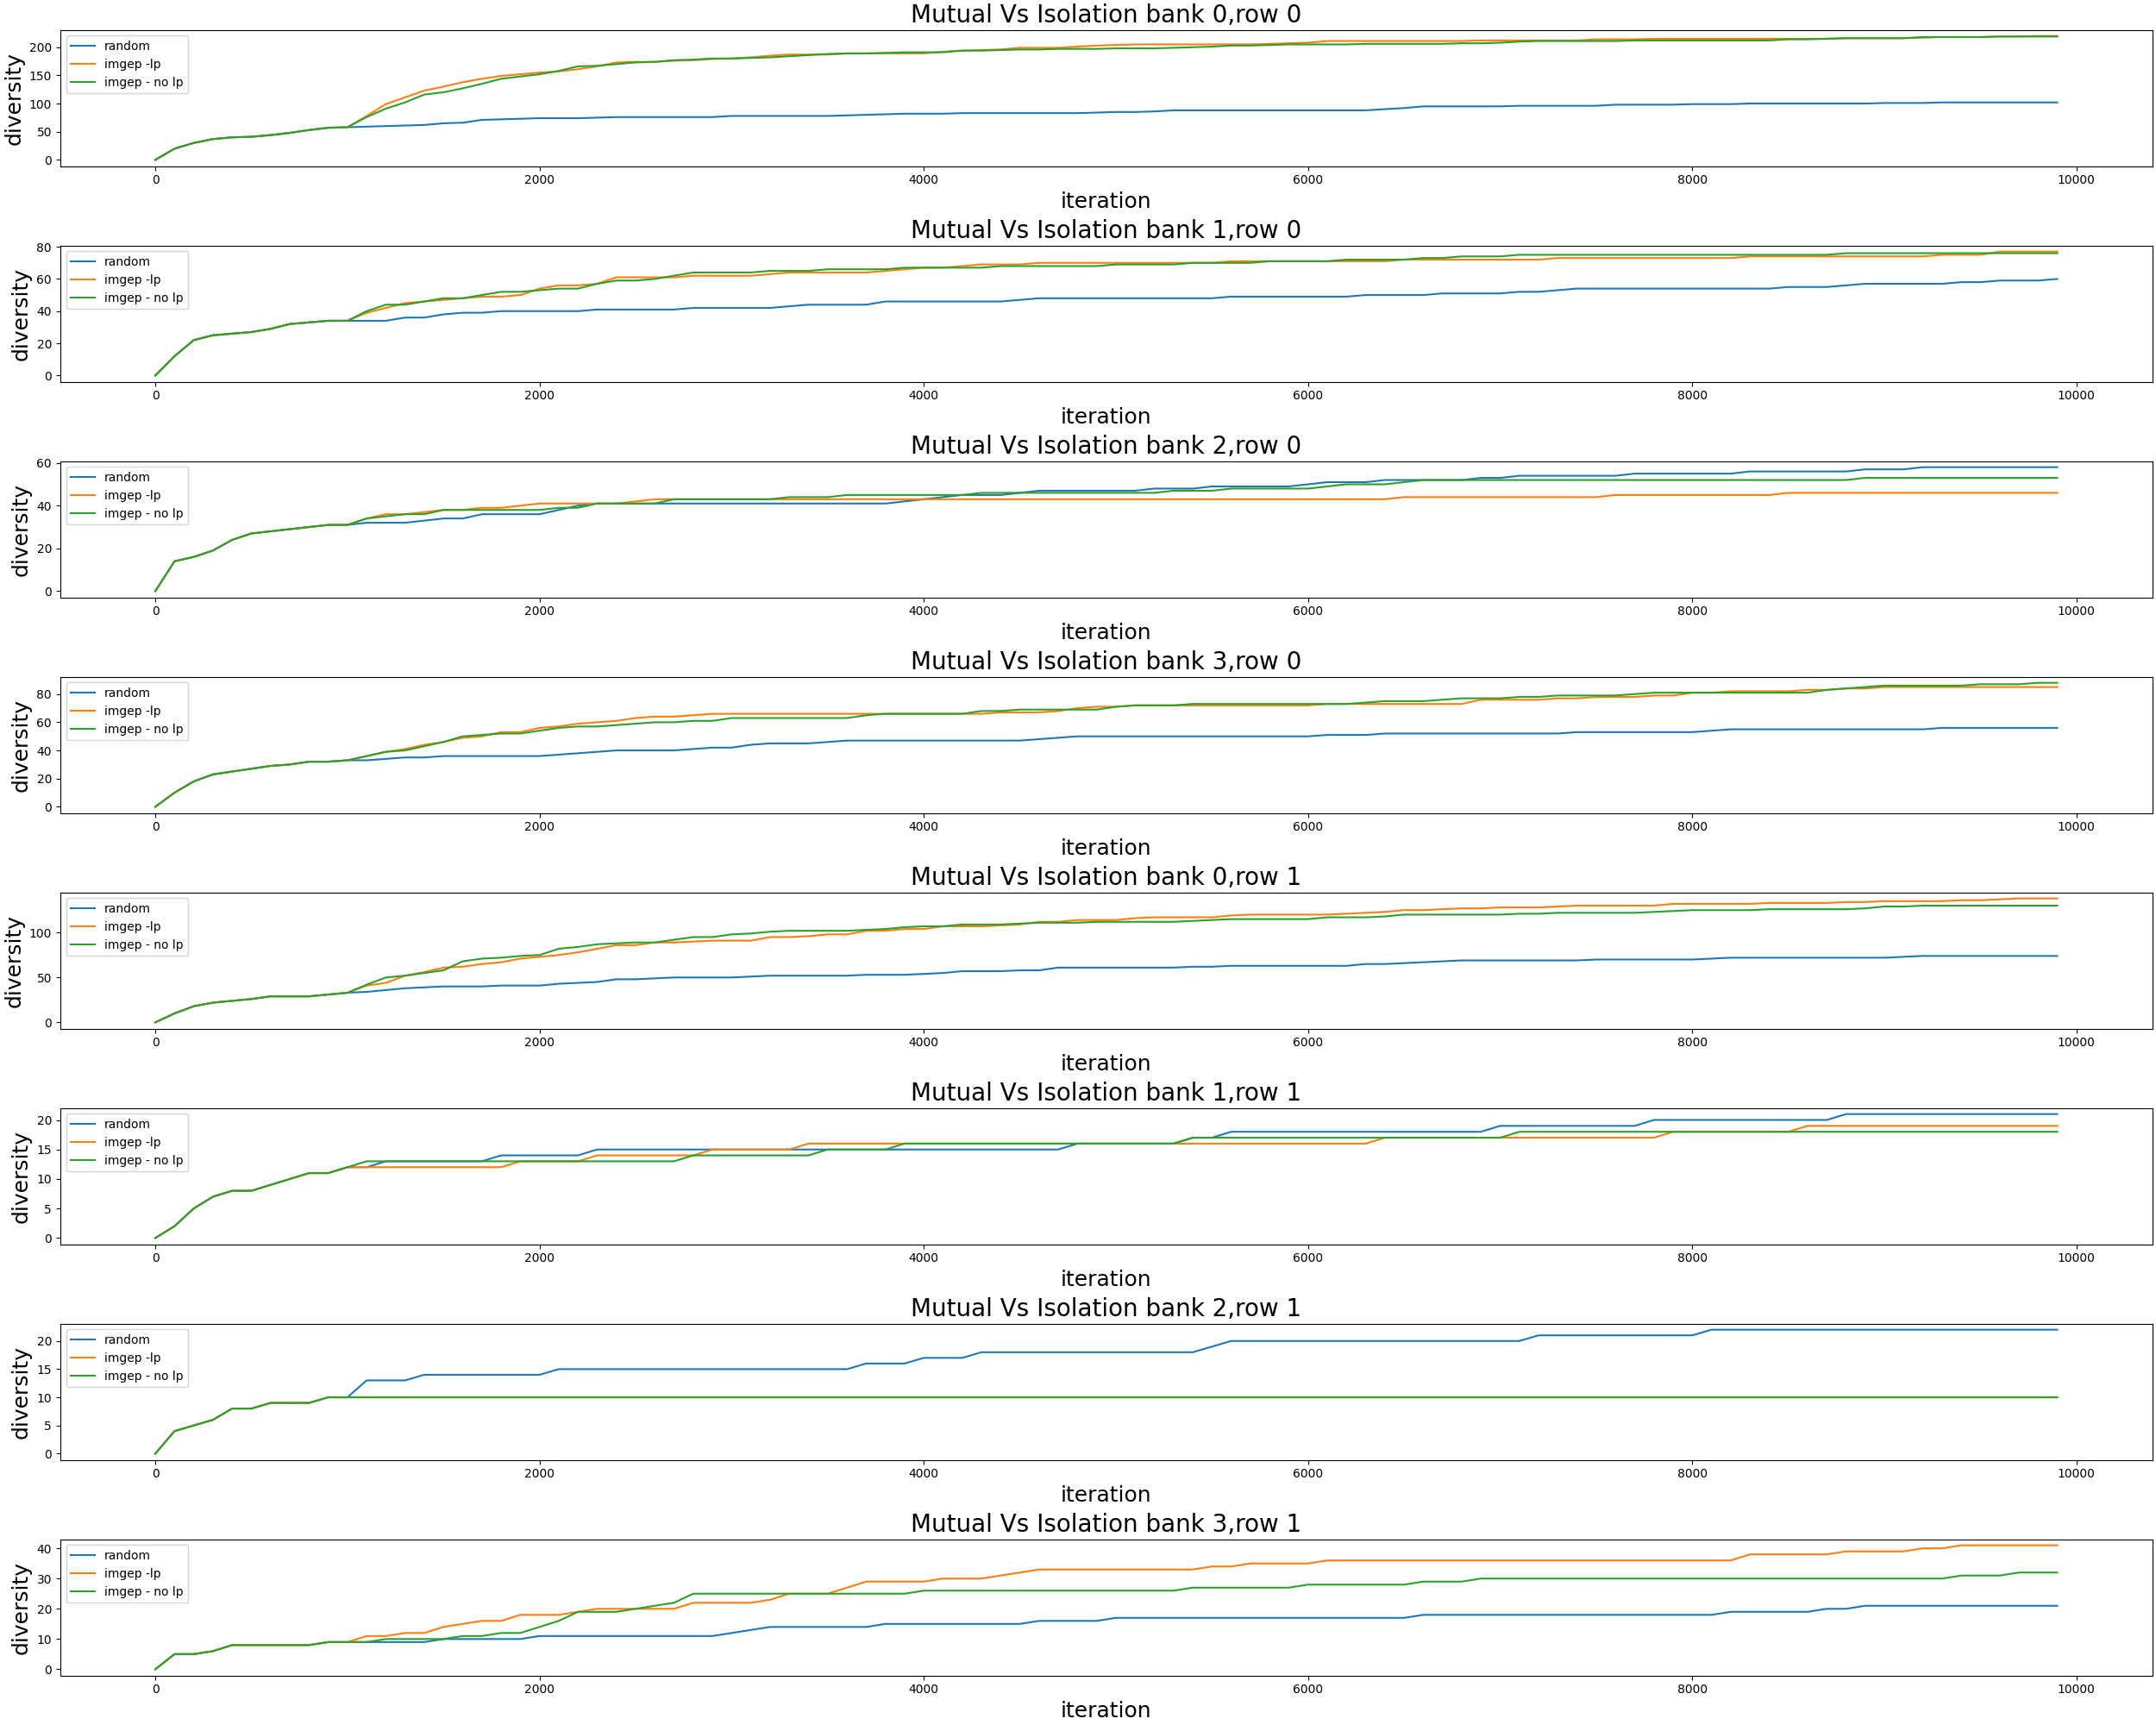 Mutual Vs Isolation bank 0,row 0
random
imgep -lp
imgep - no lp
diversity
200
150
100
50
0
0 2000 4000 6000 8000 10000
iteration
Mutual Vs Isolation bank 1,row 0
random
imgep -lp
imgep - no lp
diversity
80
60
40
20
0
0 2000 4000 6000 8000 10000
iteration
Mutual Vs Isolation bank 2,row 0
random
imgep -lp
imgep - no lp
diversity
60
40
20
0
0 2000 4000 6000 8000 10000
iteration
Mutual Vs Isolation bank 3,row 0
random
imgep -lp
imgep - no lp
diversity
80
60
40
20
0
0 2000 4000 6000 8000 10000
iteration
Mutual Vs Isolation bank 0,row 1
random
imgep -lp
imgep - no lp
diversity
100
50
0
0 2000 4000 6000 8000 10000
iteration
Mutual Vs Isolation bank 1,row 1
random
imgep -lp
imgep - no lp
diversity
20
15
10
5
0
0 2000 4000 6000 8000 10000
iteration
Mutual Vs Isolation bank 2,row 1
random
imgep -lp
imgep - no lp
diversity
20
15
10
5
0
0 2000 4000 6000 8000 10000
iteration
Mutual Vs Isolation bank 3,row 1
random
imgep -lp
imgep - no lp
diversity
40
30
20
10
0
0 2000 4000 6000 8000 10000
iteration